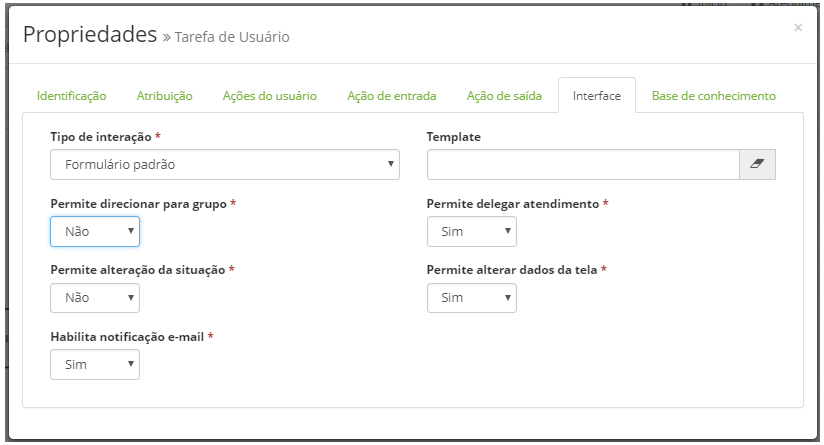 Propriedades » Tarefa de Usuário ×
Identificação Atribuição Ações do usuário Ação de entrada Ação de saída Interface Base de conhecimento
Tipo de interação * Template
Formulário padrão
Permite direcionar para grupo * Permite delegar atendimento *
Não Sim
Permite alteração da situação * Permite alterar dados da tela *
Não Sim
Habilita notificação e-mail *
Sim